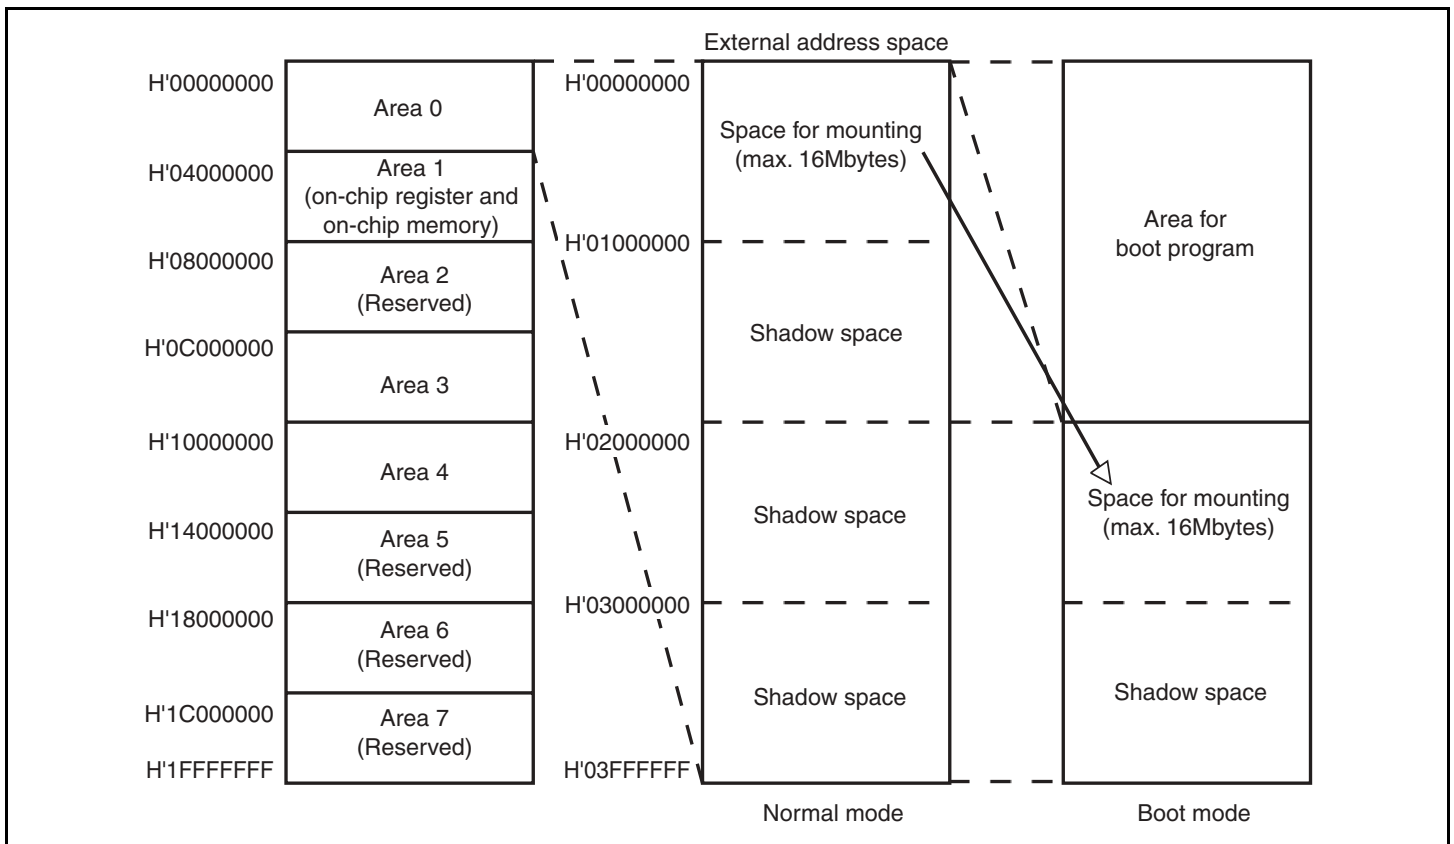 External address space
H'00000000
Area 0
H'04000000
Area 1
(on-chip register and
on-chip memory)
H'08000000
Area 2
(Reserved)
H'0C000000
Area 3
H'10000000
Area 4
H'14000000
Area 5
(Reserved)
H'18000000
Area 6
(Reserved)
H'1C000000
Area 7
(Reserved)
H'1FFFFFFF
H'00000000
Space for mounting
(max. 16Mbytes)
H'01000000
Shadow space
H'02000000
Shadow space
H'03000000
Shadow space
H'03FFFFFF
Normal mode
Area for
boot program
Space for mounting
(max. 16Mbytes)
Shadow space
Boot mode